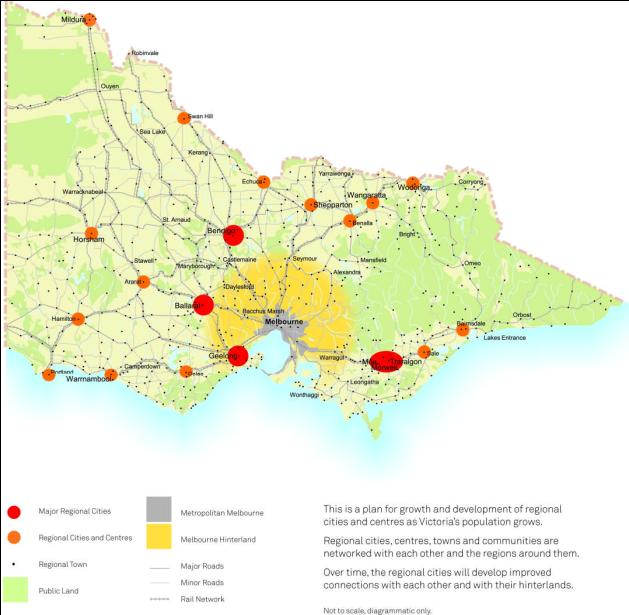 Mildura
Robinvale
Ouyen
Swan Hill
Sea Lake
Kerang
Echuca
Yarrawonga
Wodonga
Corryong
Warracknabeal
Wangaratta
Shepparton
St. Arnaud
Benalla
Horsham
Bendigo
Bright
Stawell
Maryborough
Castlemaine
Seymour
Mansfield
Omeo
Ararat
Daylesford
Alexandra
Ballarat
Bacchus Marsh
Hamilton
Melbourne
Orbost
Bairnsdale
Lakes Entrance
Geelong
Warragul
Traralgon
Sale
Morwell
Portland
Warrnambool
Camperdown
Colac
Leongatha
Wonthaggi
Major Regional Cities
Regional Cities and Centres
Regional Town
Public Land
Metropolitan Melbourne
Melbourne Hinterland
Major Roads
Minor Roads
Rail Network
This is a plan for growth and development of regional
cities and centres as Victoria's population grows.
Regional cities, centres, towns and communities are
networked with each other and the regions around them.
Over time, the regional cities will develop improved
connections with each other and with their hinterlands.
Not to scale, diagrammatic only.